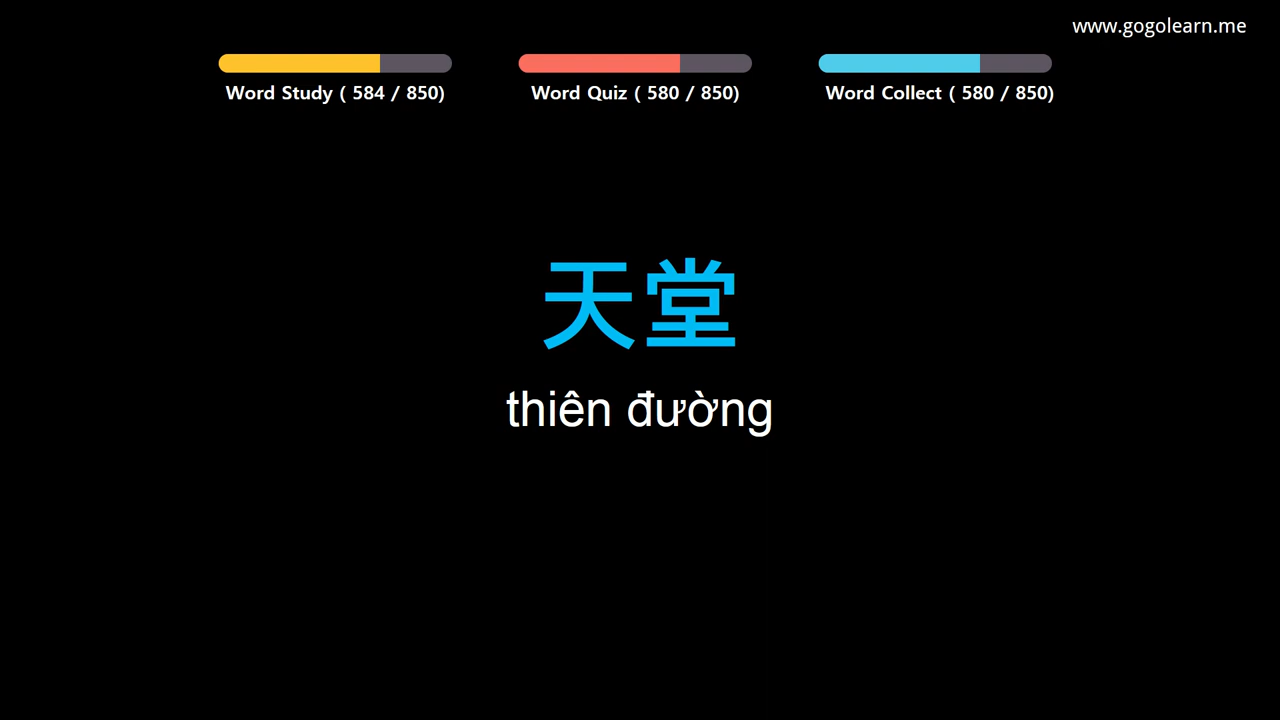 www.gogolearn.me
Word Study ( 584 / 850)
Word Quiz ( 580 / 850)
Word Collect ( 580 / 850)
天堂
thiên đường